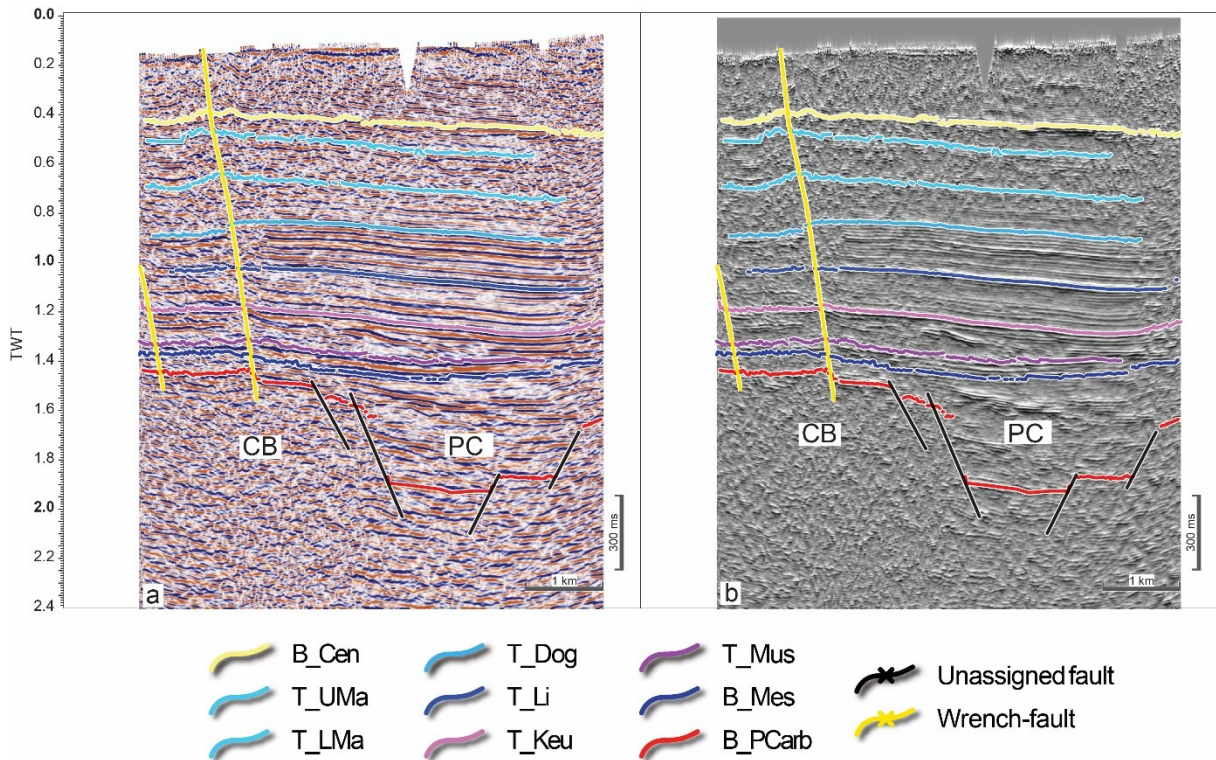 0.0
0.2
0.4
0.6
0.8
1.0
1.2
1.4
1.6
1.8
2.0
2.2
2.4
TWT
CB
PC
300 ms
1 km
a
CB
PC
300 ms
1 km
b
B_Cen
T_Dog
T_Mus
Unassigned fault
T_UMa
T_Li
B_Mes
Wrench-fault
T_LMa
T_Keu
B_PCarb